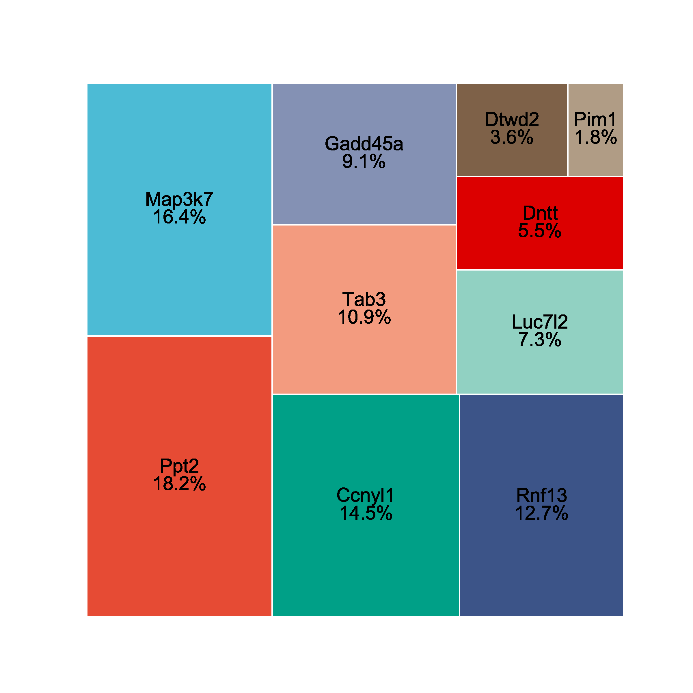 Map3k7
16.4%
Ppt2
18.2%
Gadd45a
9.1%
Tab3
10.9%
Ccnyl1
14.5%
Dtwd2
3.6%
Pim1
1.8%
Dntt
5.5%
Luc7l2
7.3%
Rnf13
12.7%